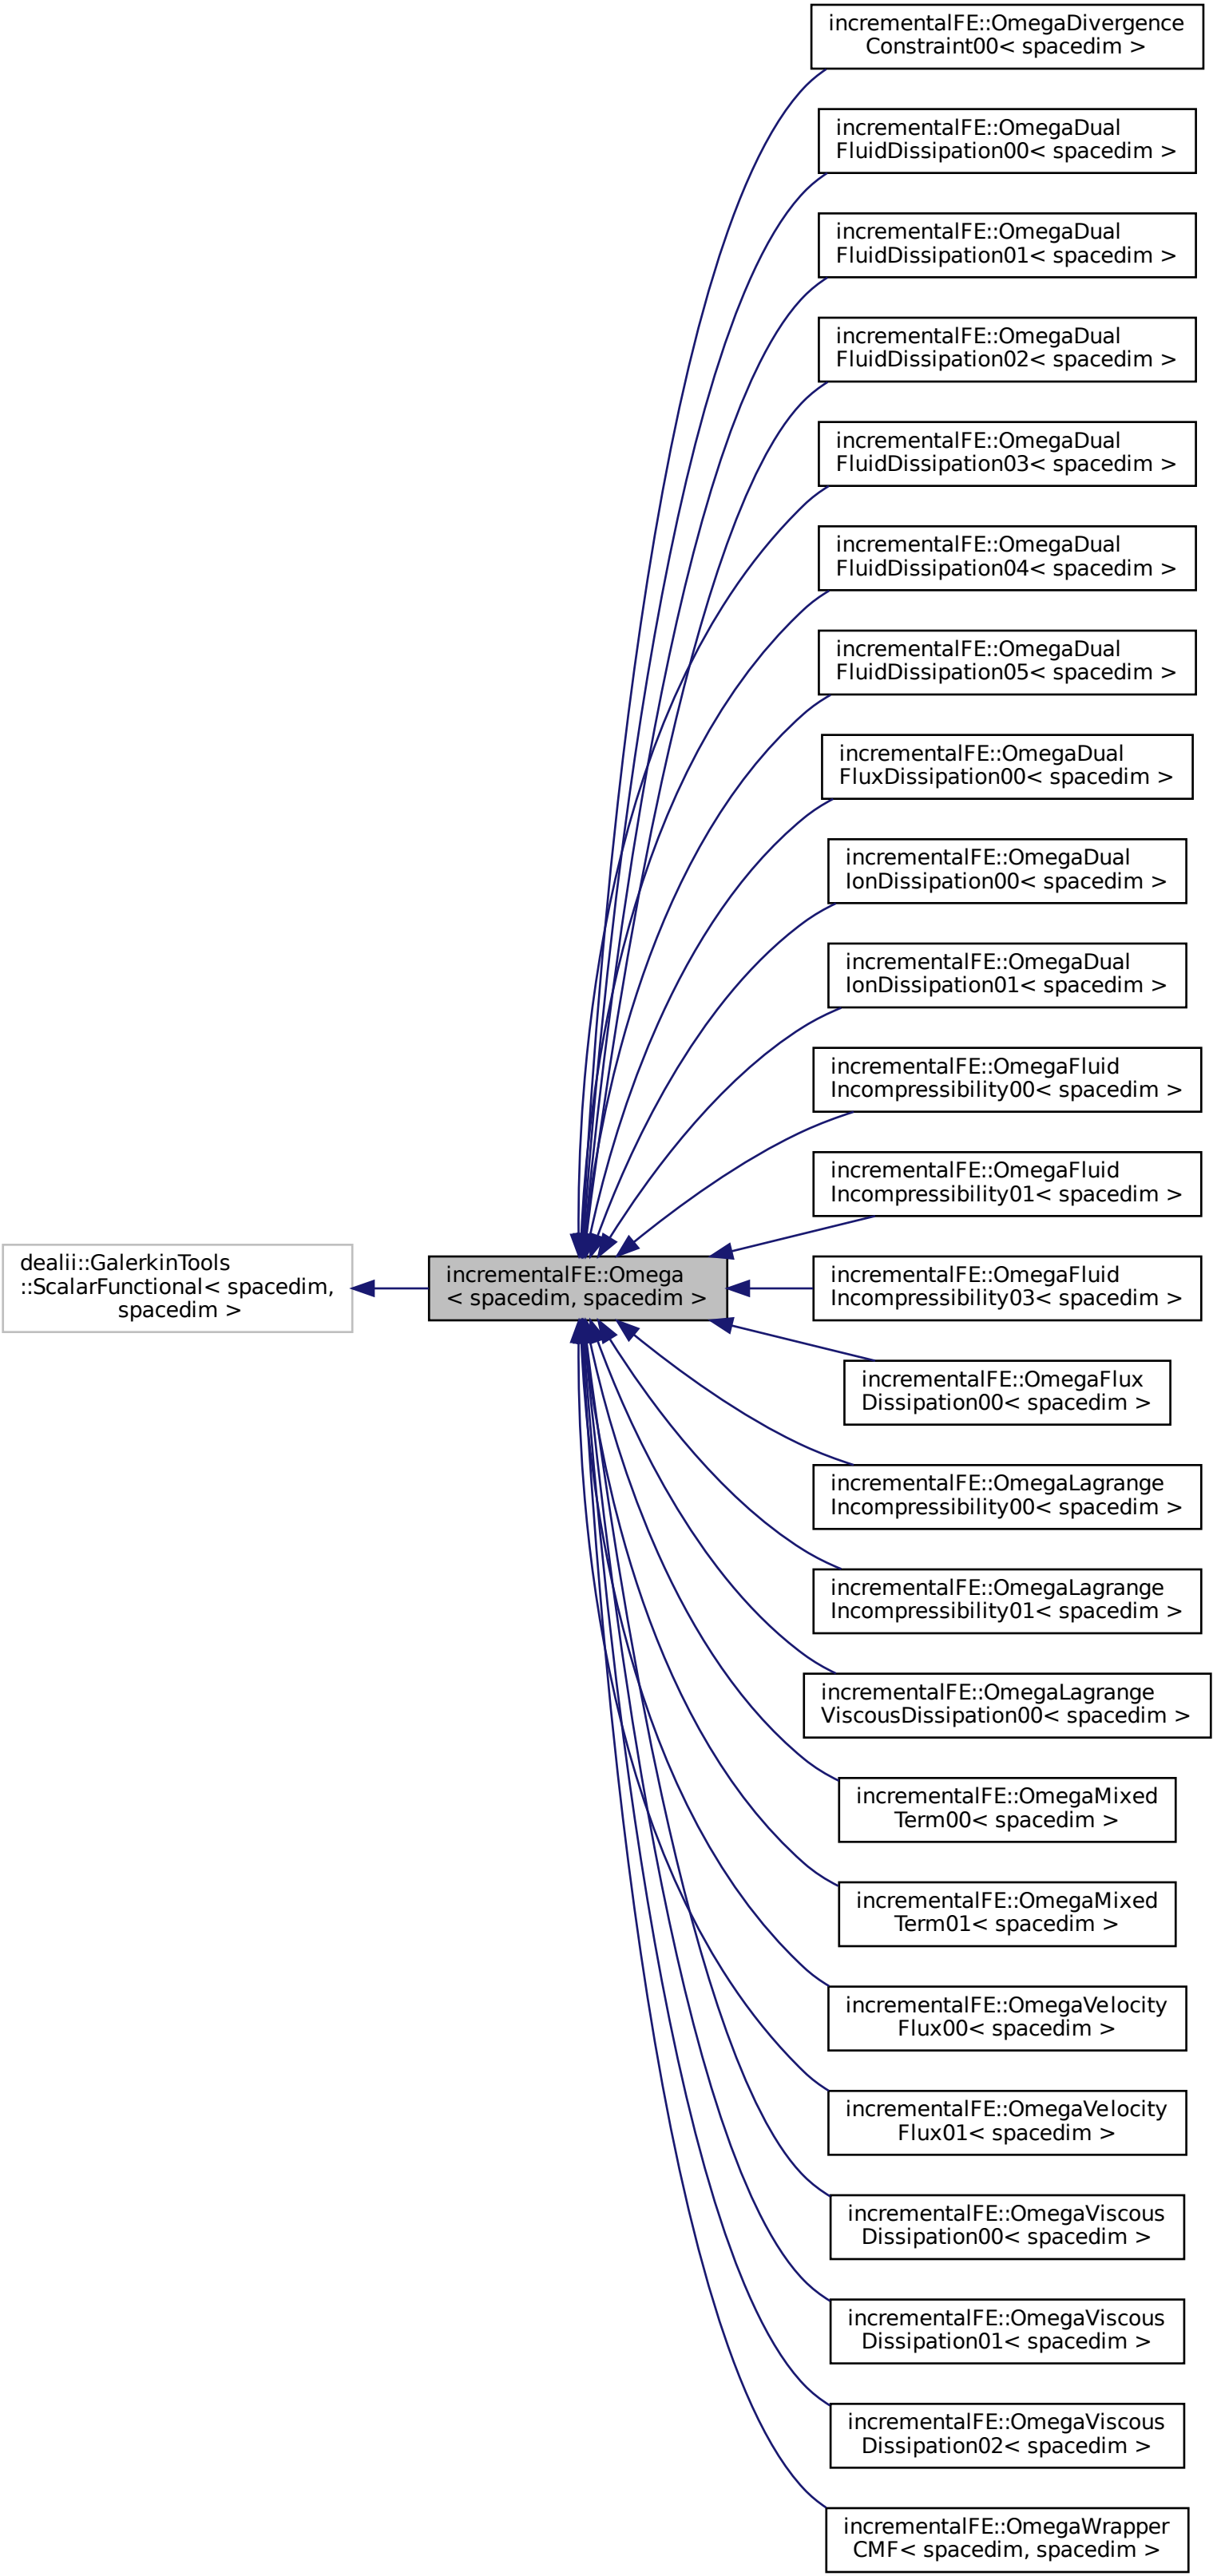 incrementalFE::OmegaDivergence
Constraint00< spacedim >
incrementalFE::OmegaDual
FluidDissipation00< spacedim >
incrementalFE::OmegaDual
FluidDissipation01< spacedim >
incrementalFE::OmegaDual
FluidDissipation02< spacedim >
incrementalFE::OmegaDual
FluidDissipation03< spacedim >
incrementalFE::OmegaDual
FluidDissipation04< spacedim >
incrementalFE::OmegaDual
FluidDissipation05< spacedim >
incrementalFE::OmegaDual
FluxDissipation00< spacedim >
incrementalFE::OmegaDual
IonDissipation00< spacedim >
incrementalFE::OmegaDual
IonDissipation01< spacedim >
incrementalFE::OmegaFluid
Incompressibility00< spacedim >
incrementalFE::OmegaFluid
Incompressibility01< spacedim >
dealii::GalerkinTools
::ScalarFunctional< spacedim,
spacedim >
incrementalFE::Omega
< spacedim, spacedim >
incrementalFE::OmegaFluid
Incompressibility03< spacedim >
incrementalFE::OmegaFlux
Dissipation00< spacedim >
incrementalFE::OmegaLagrange
Incompressibility00< spacedim >
incrementalFE::OmegaLagrange
Incompressibility01< spacedim >
incrementalFE::OmegaLagrange
ViscousDissipation00< spacedim >
incrementalFE::OmegaMixed
Term00< spacedim >
incrementalFE::OmegaMixed
Term01< spacedim >
incrementalFE::OmegaVelocity
Flux00< spacedim >
incrementalFE::OmegaVelocity
Flux01< spacedim >
incrementalFE::OmegaViscous
Dissipation00< spacedim >
incrementalFE::OmegaViscous
Dissipation01< spacedim >
incrementalFE::OmegaViscous
Dissipation02< spacedim >
incrementalFE::OmegaWrapper
CMF< spacedim, spacedim >